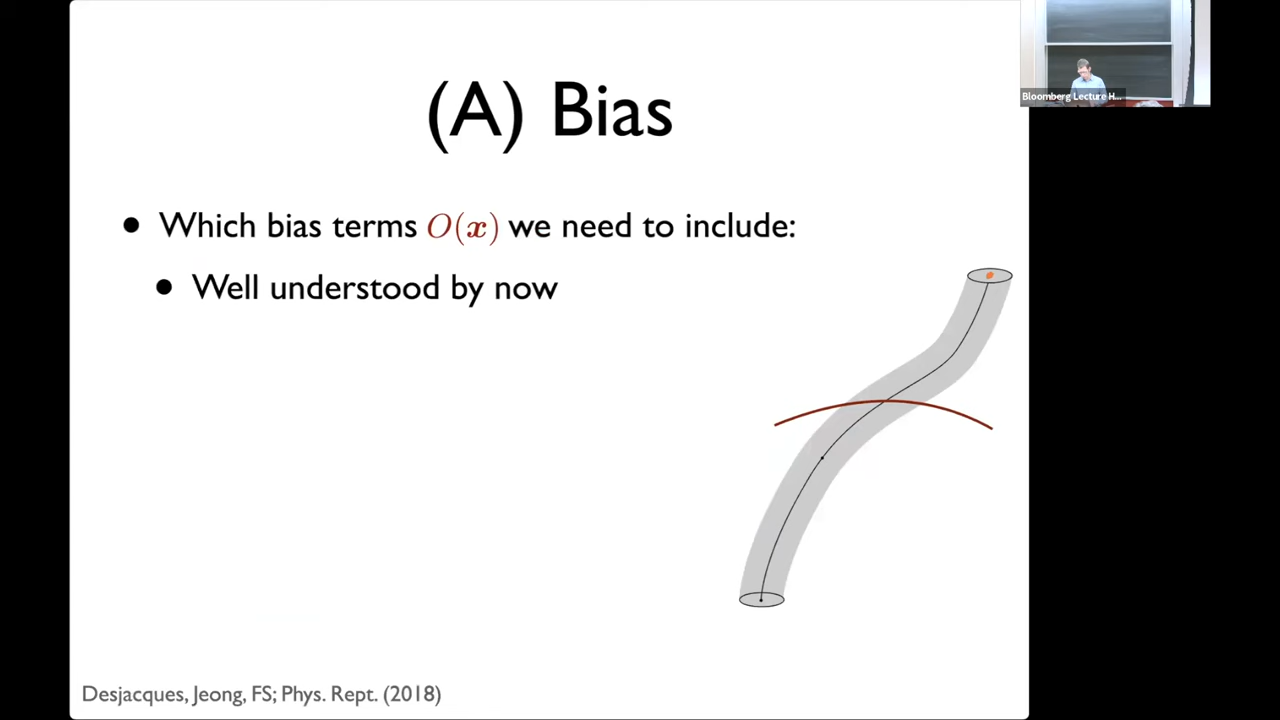 (A) Bias
Bloomberg Lecture H...
• Which bias terms O(x) we need to include:
• Well understood by now
Desjacques, Jeong, FS; Phys. Rept. (2018)